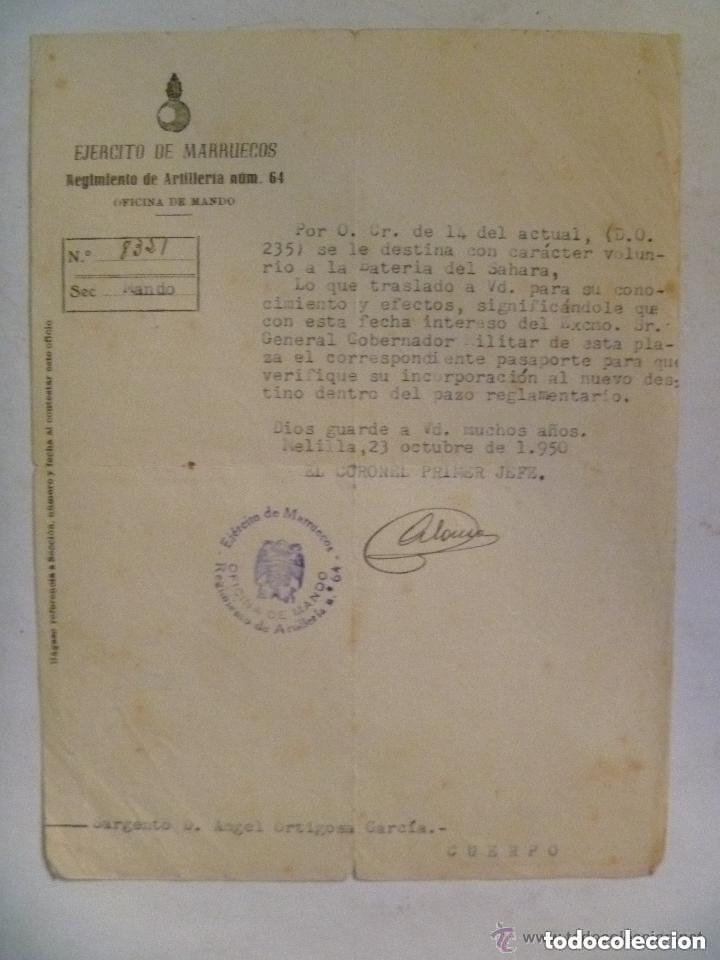 EJERCITO DE MARRUECOS
Regimiento de Artillería núm. 64
OFICINA DE MANDO
N.º 8321
Sec Mando
Por O. Cr. de 14 del actual, (D.O.
235) se le destina con carácter volun-
rio a la Bateria del Sahara,
Lo que traslado a Vd. para su cono-
cimiento y efectos, significándole que
con esta fecha intereso del Excmo. Sr.
General Gobernador Militar de esta pla-
za el correspondiente pasaporte para que
verifique su incorporación al nuevo des-
tino dentro del pazo reglamentario.
Dios guarde a Vd. muchos años.
Melilla, 23 octubre de 1.950
EL CORONEL PRIMER JEFE.
Ejército de Marruecos
OFICINA DE MANDO
Regimiento de Artillería n.º 64
Hágase referencia a Sección, número y fecha al contestar este oficio
Sargento D. Angel Ortigosa García.-
CUERPO
todocoleccion